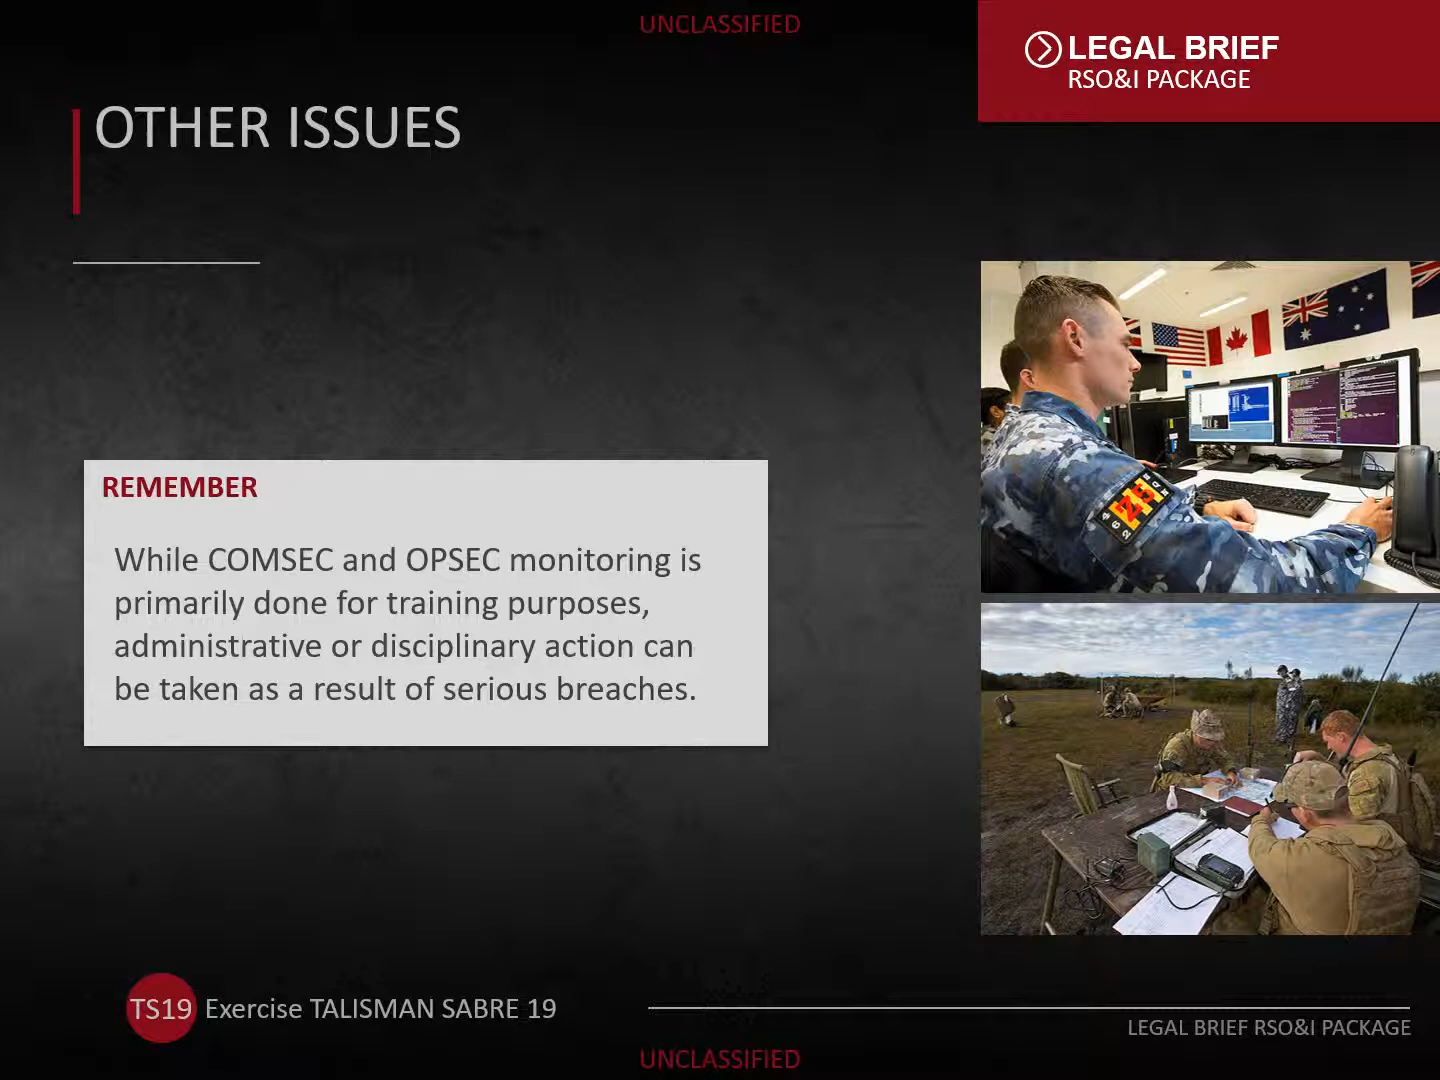 UNCLASSIFIED
LEGAL BRIEF
RSO&I PACKAGE
OTHER ISSUES
REMEMBER
While COMSEC and OPSEC monitoring is
primarily done for training purposes,
administrative or disciplinary action can
be taken as a result of serious breaches.
TS19 Exercise TALISMAN SABRE 19
LEGAL BRIEF RSO&I PACKAGE
UNCLASSIFIED